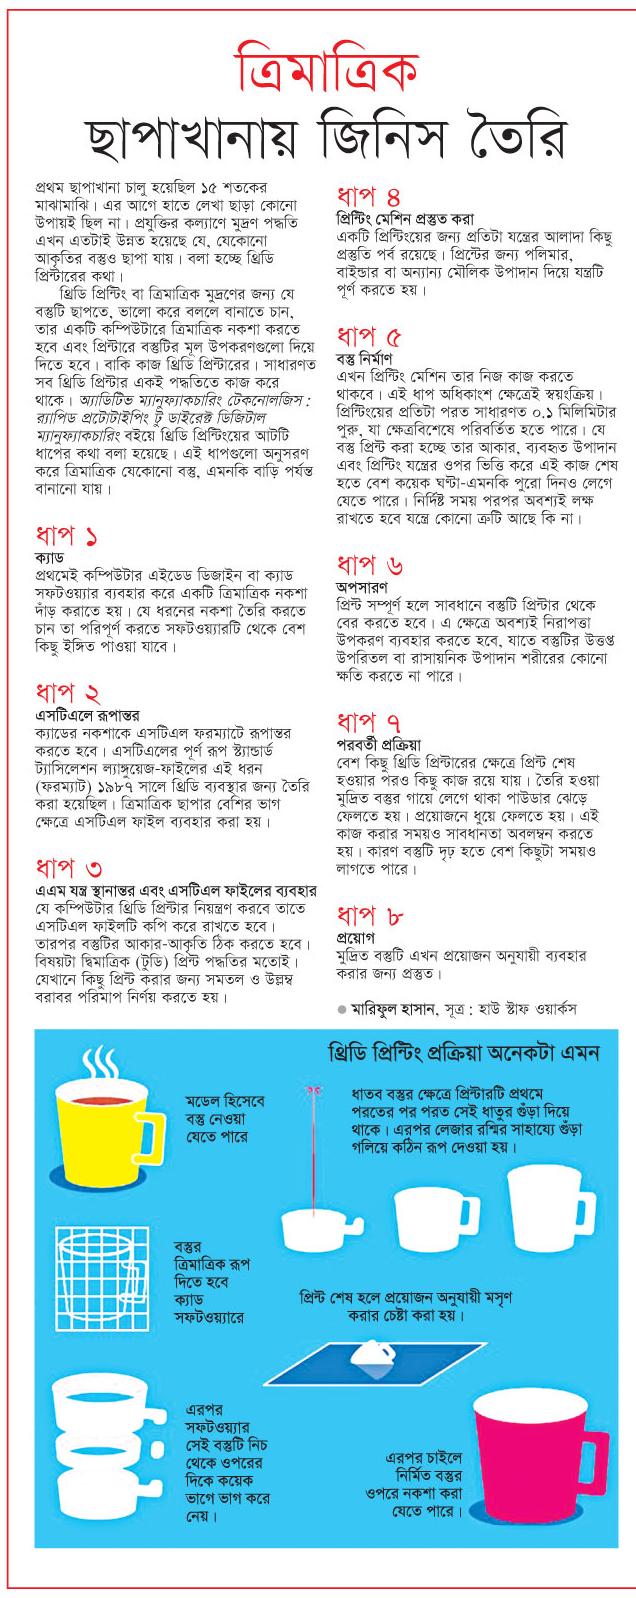 ত্রিমাত্রিক
ছাপাখানায় জিনিস তৈরি
প্রথম ছাপাখানা চালু হয়েছিল ১৫ শতকের
মাঝামাঝি। এর আগে হাতে লেখা ছাড়া কোনো
উপায়ই ছিল না। প্রযুক্তির কল্যাণে মুদ্রণ পদ্ধতি
এখন এতটাই উন্নত হয়েছে যে, যেকোনো
আকৃতির বস্তুও ছাপা যায়। বলা হচ্ছে থ্রিডি
প্রিন্টারের কথা।
থ্রিডি প্রিন্টিং বা ত্রিমাত্রিক মুদ্রণের জন্য যে
বস্তুটি ছাপতে, ভালো করে বললে বানাতে চান,
তার একটি কম্পিউটারে ত্রিমাত্রিক নকশা করতে
হবে এবং প্রিন্টারে বস্তুটির মূল উপকরণগুলো দিয়ে
দিতে হবে। বাকি কাজ থ্রিডি প্রিন্টারের। সাধারণত
সব থ্রিডি প্রিন্টার একই পদ্ধতিতে কাজ করে
থাকে। অ্যাডিটিভ ম্যানুফ্যাকচারিং টেকনোলজিস :
র‍্যাপিড প্রটোটাইপিং টু ডাইরেক্ট ডিজিটাল
ম্যানুফ্যাকচারিং বইয়ে থ্রিডি প্রিন্টিংয়ের আটটি
ধাপের কথা বলা হয়েছে। এই ধাপগুলো অনুসরণ
করে ত্রিমাত্রিক যেকোনো বস্তু, এমনকি বাড়ি পর্যন্ত
বানানো যায়।
ধাপ ১
ক্যাড
প্রথমেই কম্পিউটার এইডেড ডিজাইন বা ক্যাড
সফটওয়্যার ব্যবহার করে একটি ত্রিমাত্রিক নকশা
দাঁড় করাতে হয়। যে ধরনের নকশা তৈরি করতে
চান তা পরিপূর্ণ করতে সফটওয়্যারটি থেকে বেশ
কিছু ইঙ্গিত পাওয়া যাবে।
ধাপ ২
এসটিএলে রূপান্তর
ক্যাডের নকশাকে এসটিএল ফরম্যাটে রূপান্তর
করতে হবে। এসটিএলের পূর্ণ রূপ স্ট্যান্ডার্ড
ট্যাসিলেশন ল্যাঙ্গুয়েজ-ফাইলের এই ধরন
(ফরম্যাট) ১৯৮৭ সালে থ্রিডি ব্যবস্থার জন্য তৈরি
করা হয়েছিল। ত্রিমাত্রিক ছাপার বেশির ভাগ
ক্ষেত্রে এসটিএল ফাইল ব্যবহার করা হয়।
ধাপ ৩
এএম যন্ত্র স্থানান্তর এবং এসটিএল ফাইলের ব্যবহার
যে কম্পিউটার থ্রিডি প্রিন্টার নিয়ন্ত্রণ করবে তাতে
এসটিএল ফাইলটি কপি করে রাখতে হবে।
তারপর বস্তুটির আকার-আকৃতি ঠিক করতে হবে।
বিষয়টা দ্বিমাত্রিক (টুডি) প্রিন্ট পদ্ধতির মতোই।
যেখানে কিছু প্রিন্ট করার জন্য সমতল ও উল্লম্ব
বরাবর পরিমাপ নির্ণয় করতে হয়।
ধাপ ৪
প্রিন্টিং মেশিন প্রস্তুত করা
একটি প্রিন্টিংয়ের জন্য প্রতিটা যন্ত্রের আলাদা কিছু
প্রস্তুতি পর্ব রয়েছে। প্রিন্টের জন্য পলিমার,
বাইন্ডার বা অন্যান্য মৌলিক উপাদান দিয়ে যন্ত্রটি
পূর্ণ করতে হয়।
ধাপ ৫
বস্তু নির্মাণ
এখন প্রিন্টিং মেশিন তার নিজ কাজ করতে
থাকবে। এই ধাপ অধিকাংশ ক্ষেত্রেই স্বয়ংক্রিয়।
প্রিন্টিংয়ের প্রতিটা পরত সাধারণত ০.১ মিলিমিটার
পুরু, যা ক্ষেত্রবিশেষে পরিবর্তিত হতে পারে। যে
বস্তু প্রিন্ট করা হচ্ছে তার আকার, ব্যবহৃত উপাদান
এবং প্রিন্টিং যন্ত্রের ওপর ভিত্তি করে এই কাজ শেষ
হতে বেশ কয়েক ঘণ্টা-এমনকি পুরো দিনও লেগে
যেতে পারে। নির্দিষ্ট সময় পরপর অবশ্যই লক্ষ
রাখতে হবে যন্ত্রে কোনো ত্রুটি আছে কি না।
ধাপ ৬
অপসারণ
প্রিন্ট সম্পূর্ণ হলে সাবধানে বস্তুটি প্রিন্টার থেকে
বের করতে হবে। এ ক্ষেত্রে অবশ্যই নিরাপত্তা
উপকরণ ব্যবহার করতে হবে, যাতে বস্তুটির উত্তপ্ত
উপরিতল বা রাসায়নিক উপাদান শরীরের কোনো
ক্ষতি করতে না পারে।
ধাপ ৭
পরবর্তী প্রক্রিয়া
বেশ কিছু থ্রিডি প্রিন্টারের ক্ষেত্রে প্রিন্ট শেষ
হওয়ার পরও কিছু কাজ রয়ে যায়। তৈরি হওয়া
মুদ্রিত বস্তুর গায়ে লেগে থাকা পাউডার ঝেড়ে
ফেলতে হয়। প্রয়োজনে ধুয়ে ফেলতে হয়। এই
কাজ করার সময়ও সাবধানতা অবলম্বন করতে
হয়। কারণ বস্তুটি দৃঢ় হতে বেশ কিছুটা সময়ও
লাগতে পারে।
ধাপ ৮
প্রয়োগ
মুদ্রিত বস্তুটি এখন প্রয়োজন অনুযায়ী ব্যবহার
করার জন্য প্রস্তুত।
● মারিফুল হাসান, সূত্র : হাউ স্টাফ ওয়ার্কস
থ্রিডি প্রিন্টিং প্রক্রিয়া অনেকটা এমন
মডেল হিসেবে
বস্তু নেওয়া
যেতে পারে
ধাতব বস্তুর ক্ষেত্রে প্রিন্টারটি প্রথমে
পরতের পর পরত সেই ধাতুর গুঁড়া দিয়ে
থাকে। এরপর লেজার রশ্মির সাহায্যে গুঁড়া
গলিয়ে কঠিন রূপ দেওয়া হয়।
বস্তুর
ত্রিমাত্রিক রূপ
দিতে হবে
ক্যাড
সফটওয়্যারে
প্রিন্ট শেষ হলে প্রয়োজন অনুযায়ী মসৃণ
করার চেষ্টা করা হয়।
এরপর
সফটওয়্যার
সেই বস্তুটি নিচ
থেকে ওপরের
দিকে কয়েক
ভাগে ভাগ করে
নেয়।
এরপর চাইলে
নির্মিত বস্তুর
ওপরে নকশা করা
যেতে পারে।